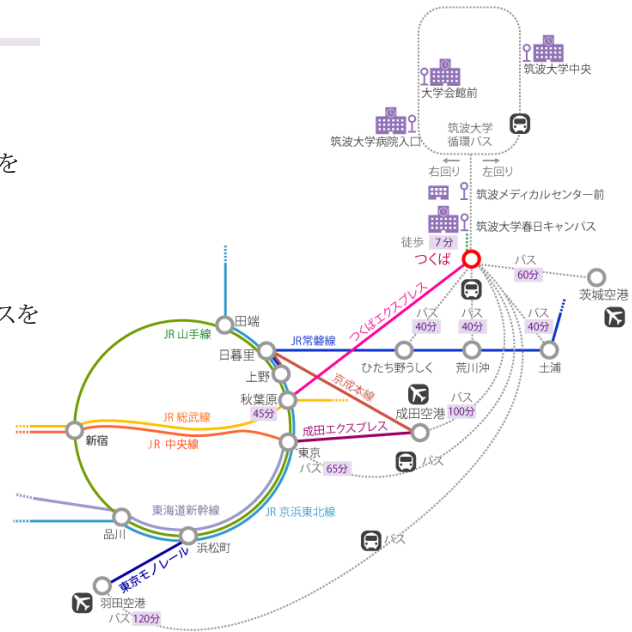 筑波大学中央
大学会館前
筑波大学病院入口
筑波大学
循環バス
を
右回り
左回り
筑波メディカルセンター前
筑波大学春日キャンパス
徒歩 7分
つくば
バス
60分
茨城空港
スを
つくばエクスプレス
バス
40分
バス
40分
バス
40分
田端
JR山手線
日暮里
JR常磐線
ひたち野うしく
荒川沖
土浦
上野
京成本線
秋葉原
45分
成田空港
バス
100分
JR総武線
成田エクスプレス
新宿
JR 中央線
東京
バス 65分
バス
東海道新幹線
JR京浜東北線
品川
浜松町
バス
東京モノレール
羽田空港
バス 120分